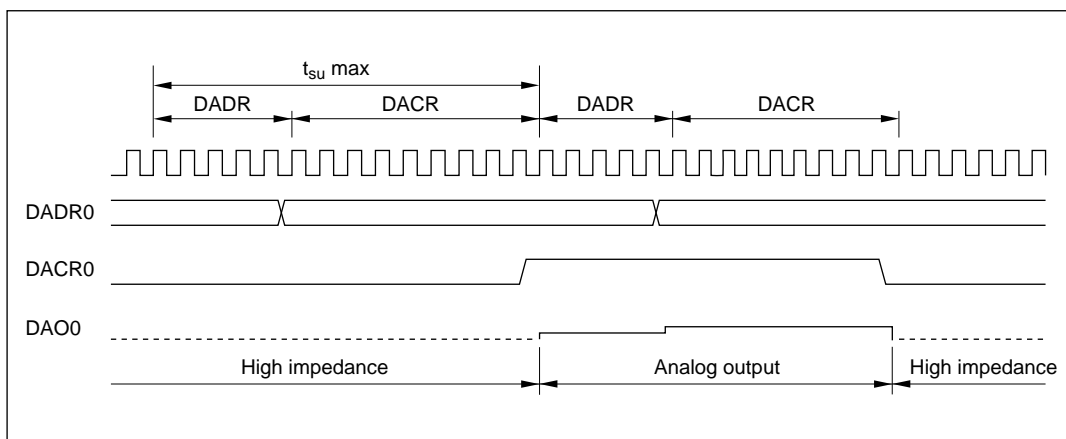 t_su max
DADR DACR DADR DACR
DADR0
DACR0
DAO0
High impedance Analog output High impedance